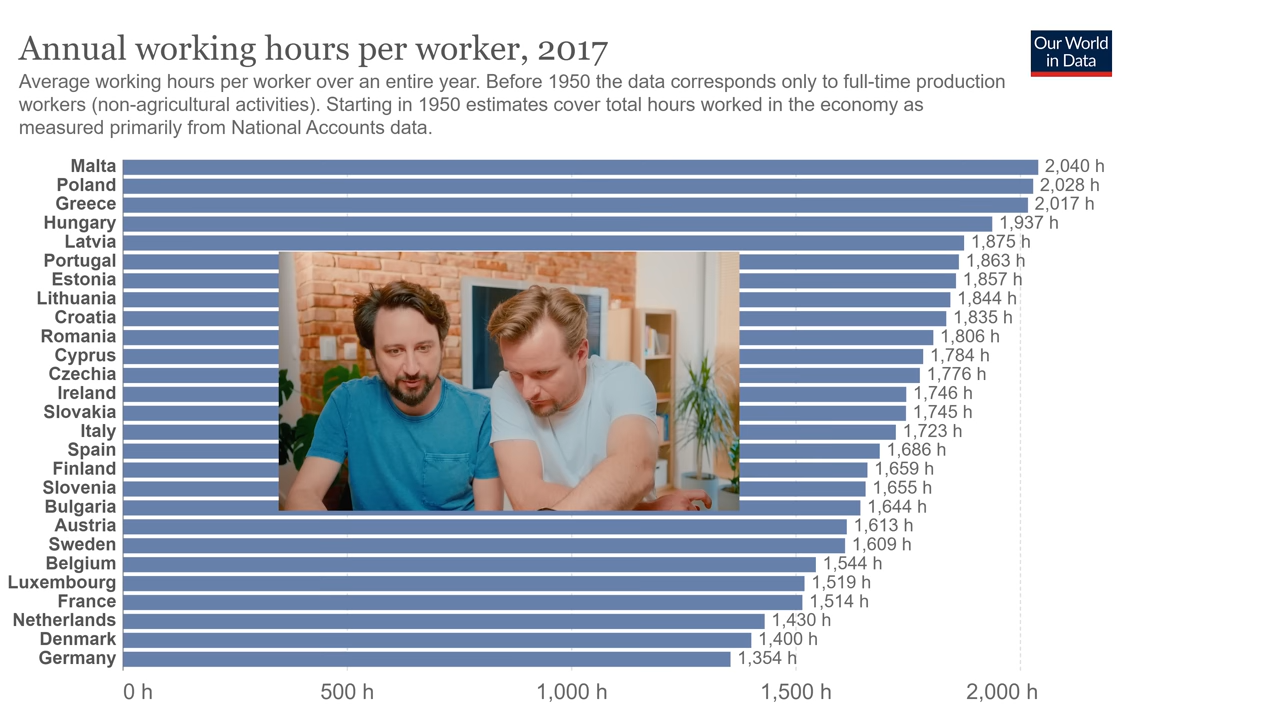 Annual working hours per worker, 2017
Our World
in Data
Average working hours per worker over an entire year. Before 1950 the data corresponds only to full-time production
workers (non-agricultural activities). Starting in 1950 estimates cover total hours worked in the economy as
measured primarily from National Accounts data.
Malta 2,040 h
Poland 2,028 h
Greece 2,017 h
Hungary 1,937 h
Latvia 1,875 h
Portugal 1,863 h
Estonia 1,857 h
Lithuania 1,844 h
Croatia 1,835 h
Romania 1,806 h
Cyprus 1,784 h
Czechia 1,776 h
Ireland 1,746 h
Slovakia 1,745 h
Italy 1,723 h
Spain 1,686 h
Finland 1,659 h
Slovenia 1,655 h
Bulgaria 1,644 h
Austria 1,613 h
Sweden 1,609 h
Belgium 1,544 h
Luxembourg 1,519 h
France 1,514 h
Netherlands 1,430 h
Denmark 1,400 h
Germany 1,354 h
0 h 500 h 1,000 h 1,500 h 2,000 h